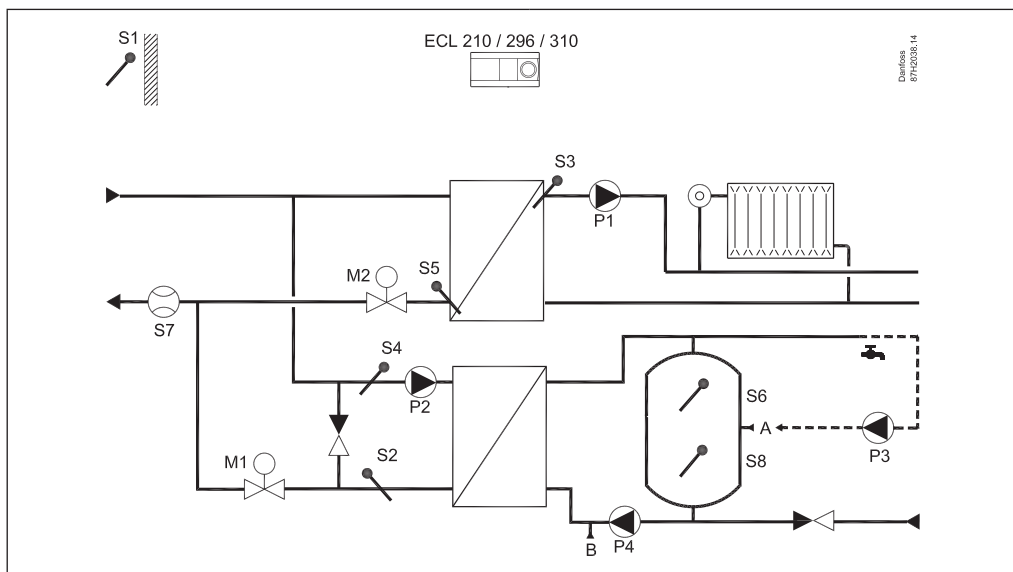 S1
ECL 210 / 296 / 310
Danfoss
87H2038.14
S3
P1
M2
S5
S7
S4
P2
S6
A
P3
S8
M1
S2
B
P4